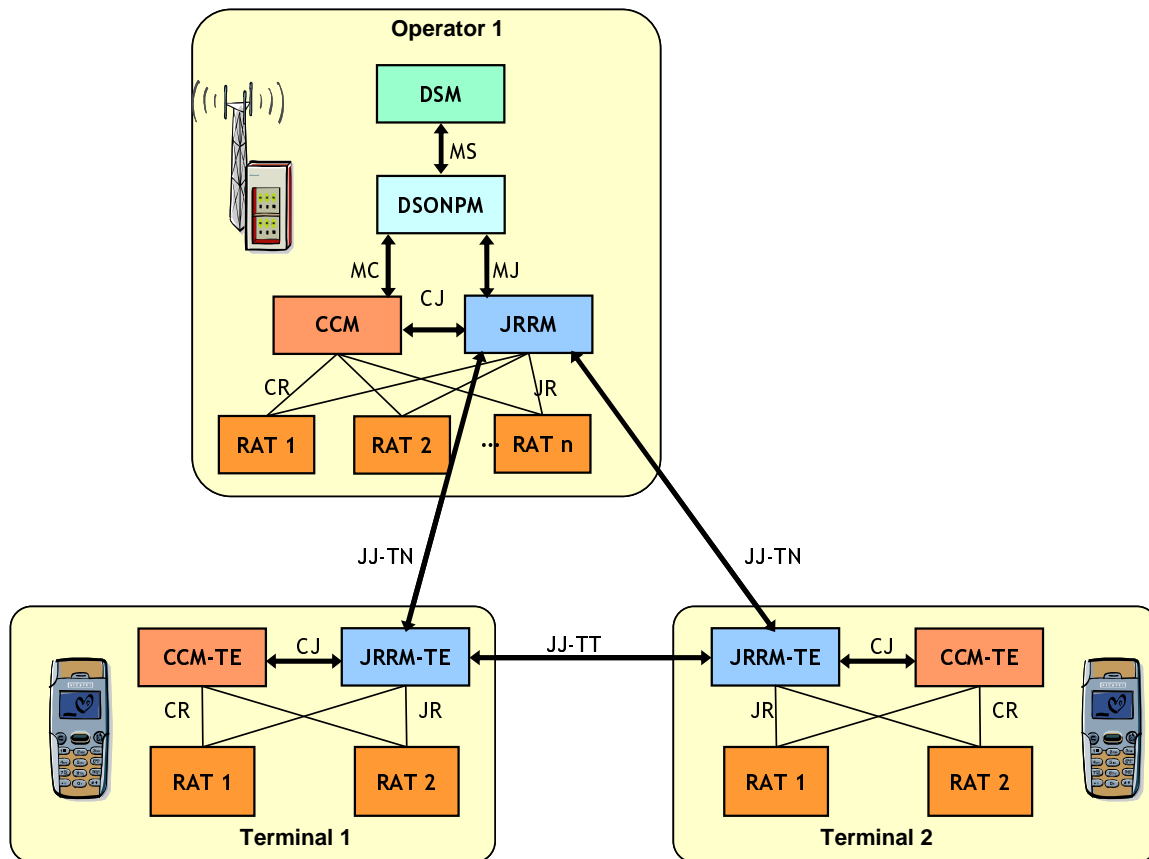 Operator 1
DSM
MS
DSONPM
MC
MJ
CJ
CCM
JRRM
CR
JR
RAT 1
RAT 2
...
RAT n
JJ-TN
JJ-TN
CCM-TE
CJ
JRRM-TE
JJ-TT
JRRM-TE
CJ
CCM-TE
CR
JR
JR
CR
RAT 1
RAT 2
RAT 1
RAT 2
Terminal 1
Terminal 2